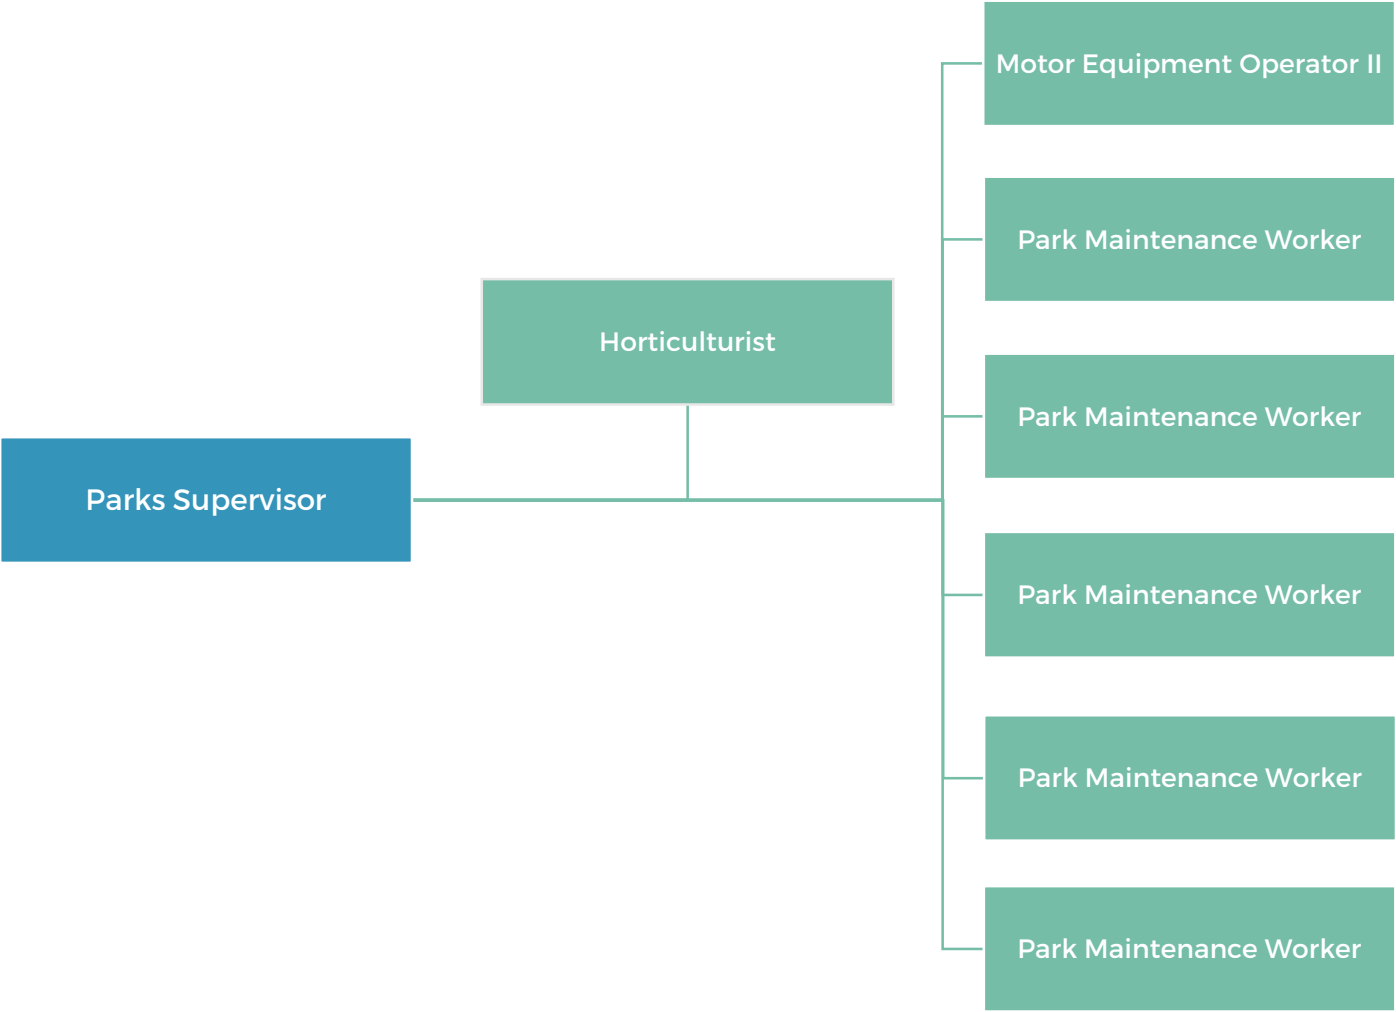 Motor Equipment Operator II
Park Maintenance Worker
Horticulturist
Park Maintenance Worker
Parks Supervisor
Park Maintenance Worker
Park Maintenance Worker
Park Maintenance Worker